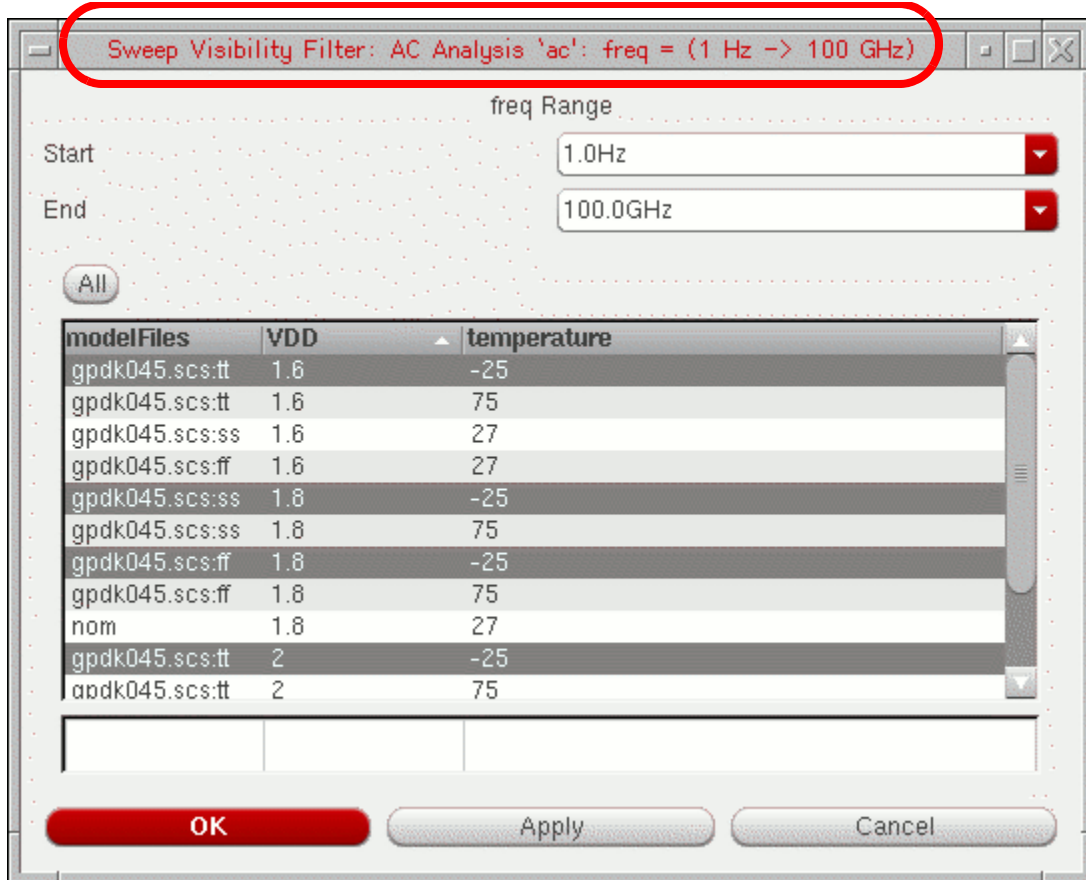 Sweep Visibility Filter: AC Analysis `ac': freq = (1 Hz -> 100 GHz)
freq Range
Start 1.0Hz
End 100.0GHz
All
modelFiles VDD temperature
gpdk045.scs:tt 1.6 -25
gpdk045.scs:tt 1.6 75
gpdk045.scs:ss 1.6 27
gpdk045.scs:ff 1.6 27
gpdk045.scs:ss 1.8 -25
gpdk045.scs:ss 1.8 75
gpdk045.scs:ff 1.8 -25
gpdk045.scs:ff 1.8 75
nom 1.8 27
gpdk045.scs:tt 2 -25
gpdk045.scs:tt 2 75
OK Apply Cancel